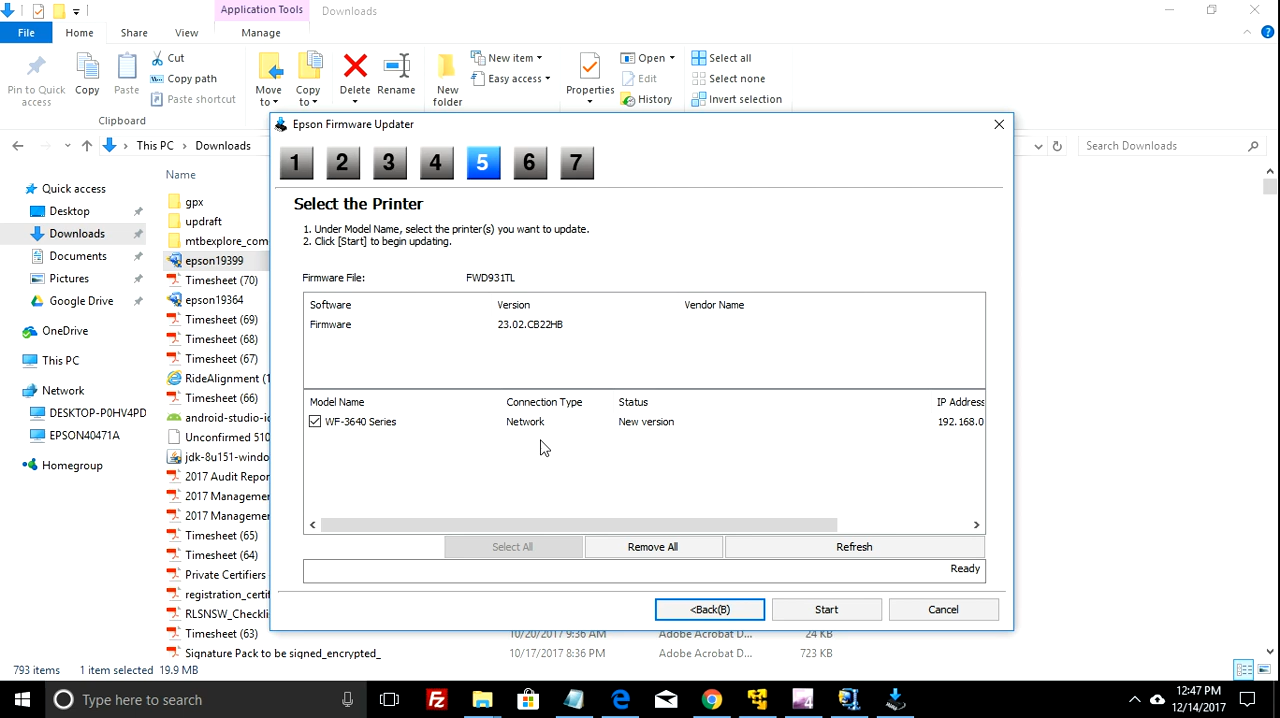 Application Tools
Downloads
File
Home
Share
View
Manage
Pin to Quick access
Copy
Paste
Cut
Copy path
Paste shortcut
Clipboard
Move to
Copy to
Delete
Rename
New folder
New item
Easy access
Properties
Open
Edit
History
Select all
Select none
Invert selection
This PC
Downloads
Search Downloads
Quick access
Desktop
Downloads
Documents
Pictures
Google Drive
OneDrive
This PC
Network
DESKTOP-P0HV4PD
EPSON40471A
Homegroup
Name
gpx
updraft
mtbexplore_com
epson19399
Timesheet (70)
epson19364
Timesheet (69)
Timesheet (68)
Timesheet (67)
RideAlignment (1
Timesheet (66)
android-studio-id
Unconfirmed 510
jdk-8u151-windo
2017 Audit Repor
2017 Managemen
2017 Managemen
Timesheet (65)
Timesheet (64)
Private Certifiers
registration_certif
RLSNSW_Checkli
Timesheet (63)
10/20/2017 9:36 AM
Adobe Acrobat D...
24 KB
Signature Pack to be signed_encrypted_
10/17/2017 8:36 PM
Adobe Acrobat D...
723 KB
Epson Firmware Updater
1 2 3 4 5 6 7
Select the Printer
1. Under Model Name, select the printer(s) you want to update.
2. Click [Start] to begin updating.
Firmware File: FWD931TL
Software Version Vendor Name
Firmware 23.02.CB22HB
Model Name Connection Type Status IP Address
WF-3640 Series Network New version 192.168.0
Select All
Remove All
Refresh
Ready
<Back(B)
Start
Cancel
793 items 1 item selected 19.9 MB
Type here to search
12:47 PM
12/14/2017